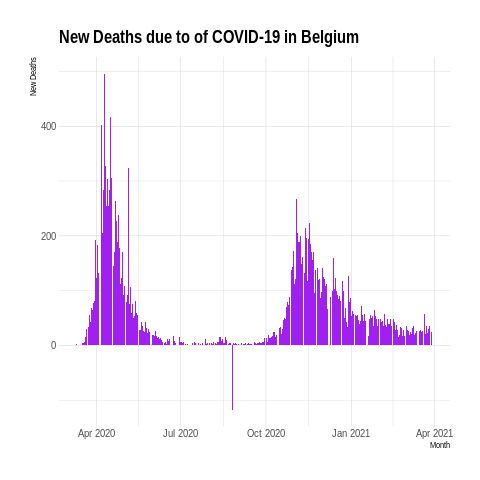 New Deaths due to of COVID-19 in Belgium
New Deaths
400
200
0
Apr 2020 Jul 2020 Oct 2020 Jan 2021 Apr 2021
Month